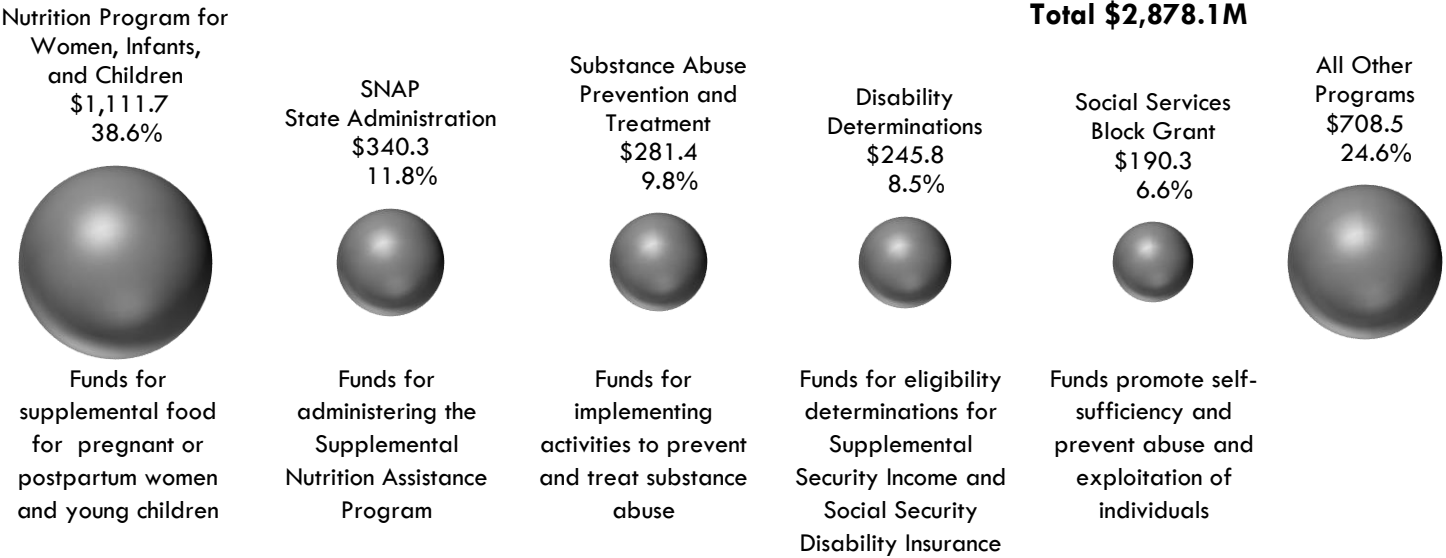 Total $2,878.1M
Nutrition Program for
Women, Infants,
and Children
$1,111.7
38.6%
SNAP
State Administration
$340.3
11.8%
Substance Abuse
Prevention and
Treatment
$281.4
9.8%
Disability
Determinations
$245.8
8.5%
Social Services
Block Grant
$190.3
6.6%
All Other
Programs
$708.5
24.6%
Funds for
supplemental food
for pregnant or
postpartum women
and young children
Funds for
administering the
Supplemental
Nutrition Assistance
Program
Funds for
implementing
activities to prevent
and treat substance
abuse
Funds for eligibility
determinations for
Supplemental
Security Income and
Social Security
Disability Insurance
Funds promote self-
sufficiency and
prevent abuse and
exploitation of
individuals